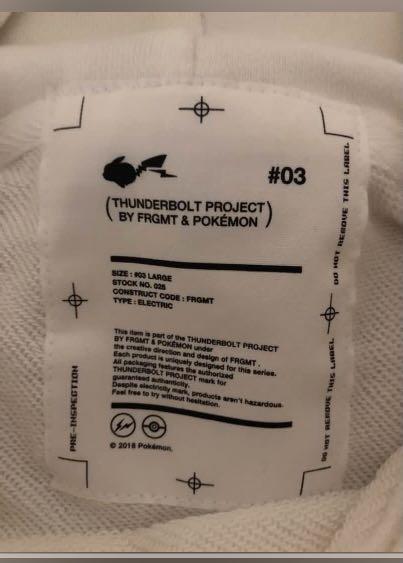 #03
(THUNDERBOLT PROJECT
BY FRGMT & POKÉMON)
SIZE : #03 LARGE
STOCK NO. 025
CONSTRUCT CODE : FRGMT
TYPE : ELECTRIC
This item is part of the THUNDERBOLT PROJECT
BY FRGMT & POKÉMON under
the creative direction and design of FRGMT .
Each product is uniquely designed for this series.
All packaging features the authorized
THUNDERBOLT PROJECT mark for
guaranteed authenticity.
Despite electricity mark, products aren't hazardous.
Feel free to try without hesitation.
© 2018 Pokémon.
PRE-INSPECTION
DO NOT REMOVE THIS LABEL
DO NOT REMOVE THIS LABEL